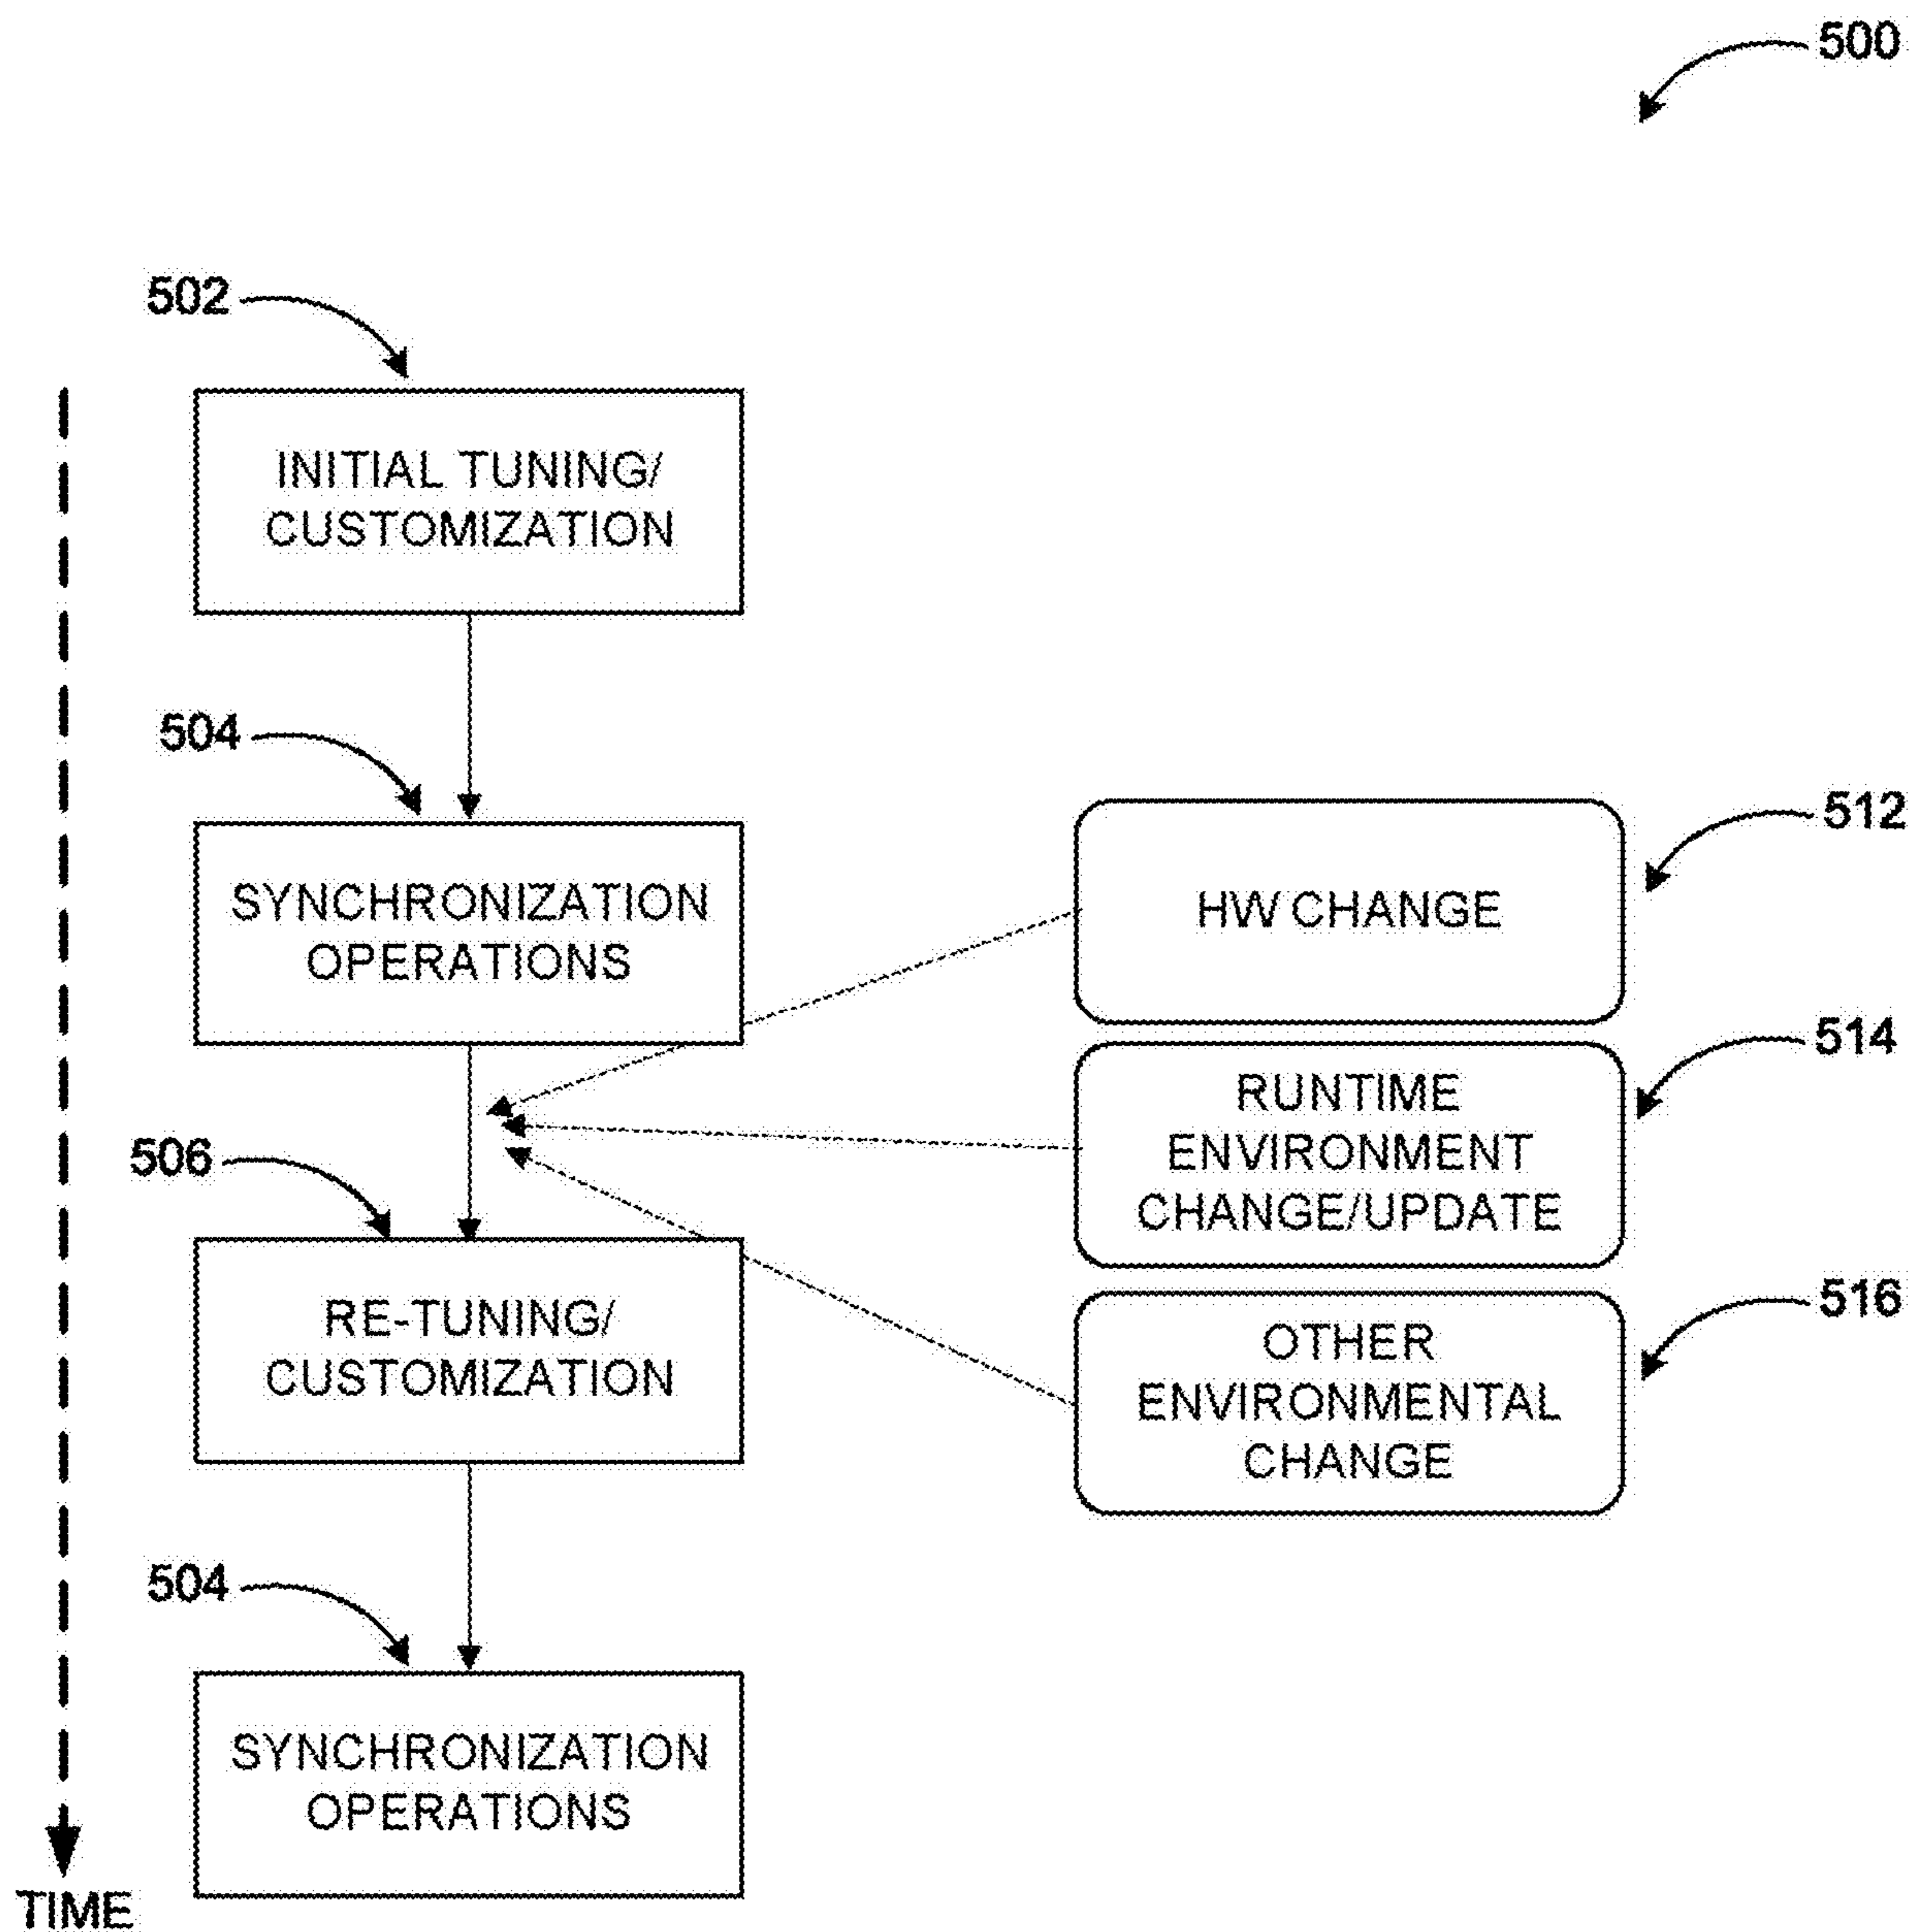 500
502
INITIAL TUNING/
CUSTOMIZATION
504
SYNCHRONIZATION
OPERATIONS
512
HW CHANGE
514
RUNTIME
ENVIRONMENT
CHANGE/UPDATE
506
RE-TUNING/
CUSTOMIZATION
516
OTHER
ENVIRONMENTAL
CHANGE
504
SYNCHRONIZATION
OPERATIONS
TIME